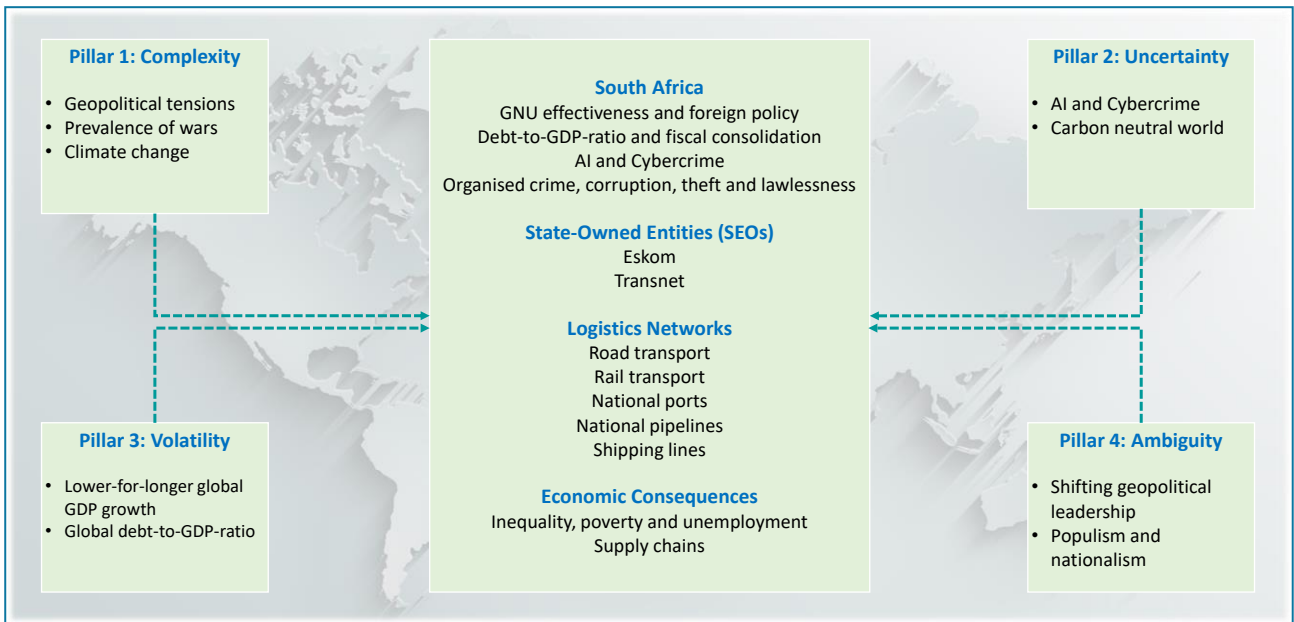 Pillar 1: Complexity
• Geopolitical tensions
• Prevalence of wars
• Climate change
South Africa
GNU effectiveness and foreign policy
Debt-to-GDP-ratio and fiscal consolidation
AI and Cybercrime
Organised crime, corruption, theft and lawlessness
State-Owned Entities (SEOs)
Eskom
Transnet
Logistics Networks
Road transport
Rail transport
National ports
National pipelines
Shipping lines
Economic Consequences
Inequality, poverty and unemployment
Supply chains
Pillar 2: Uncertainty
• AI and Cybercrime
• Carbon neutral world
Pillar 3: Volatility
• Lower-for-longer global
GDP growth
• Global debt-to-GDP-ratio
Pillar 4: Ambiguity
• Shifting geopolitical
leadership
• Populism and
nationalism